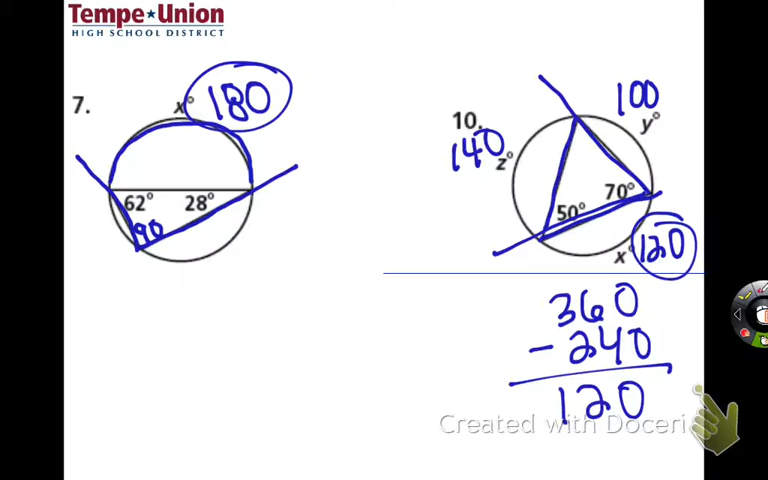 Tempe★Union
HIGH SCHOOL DISTRICT
7.
x° 180
62° 28°
90
10.
100
y°
140
z°
70°
50°
x° 120
360
- 240
120
Created with Doceri